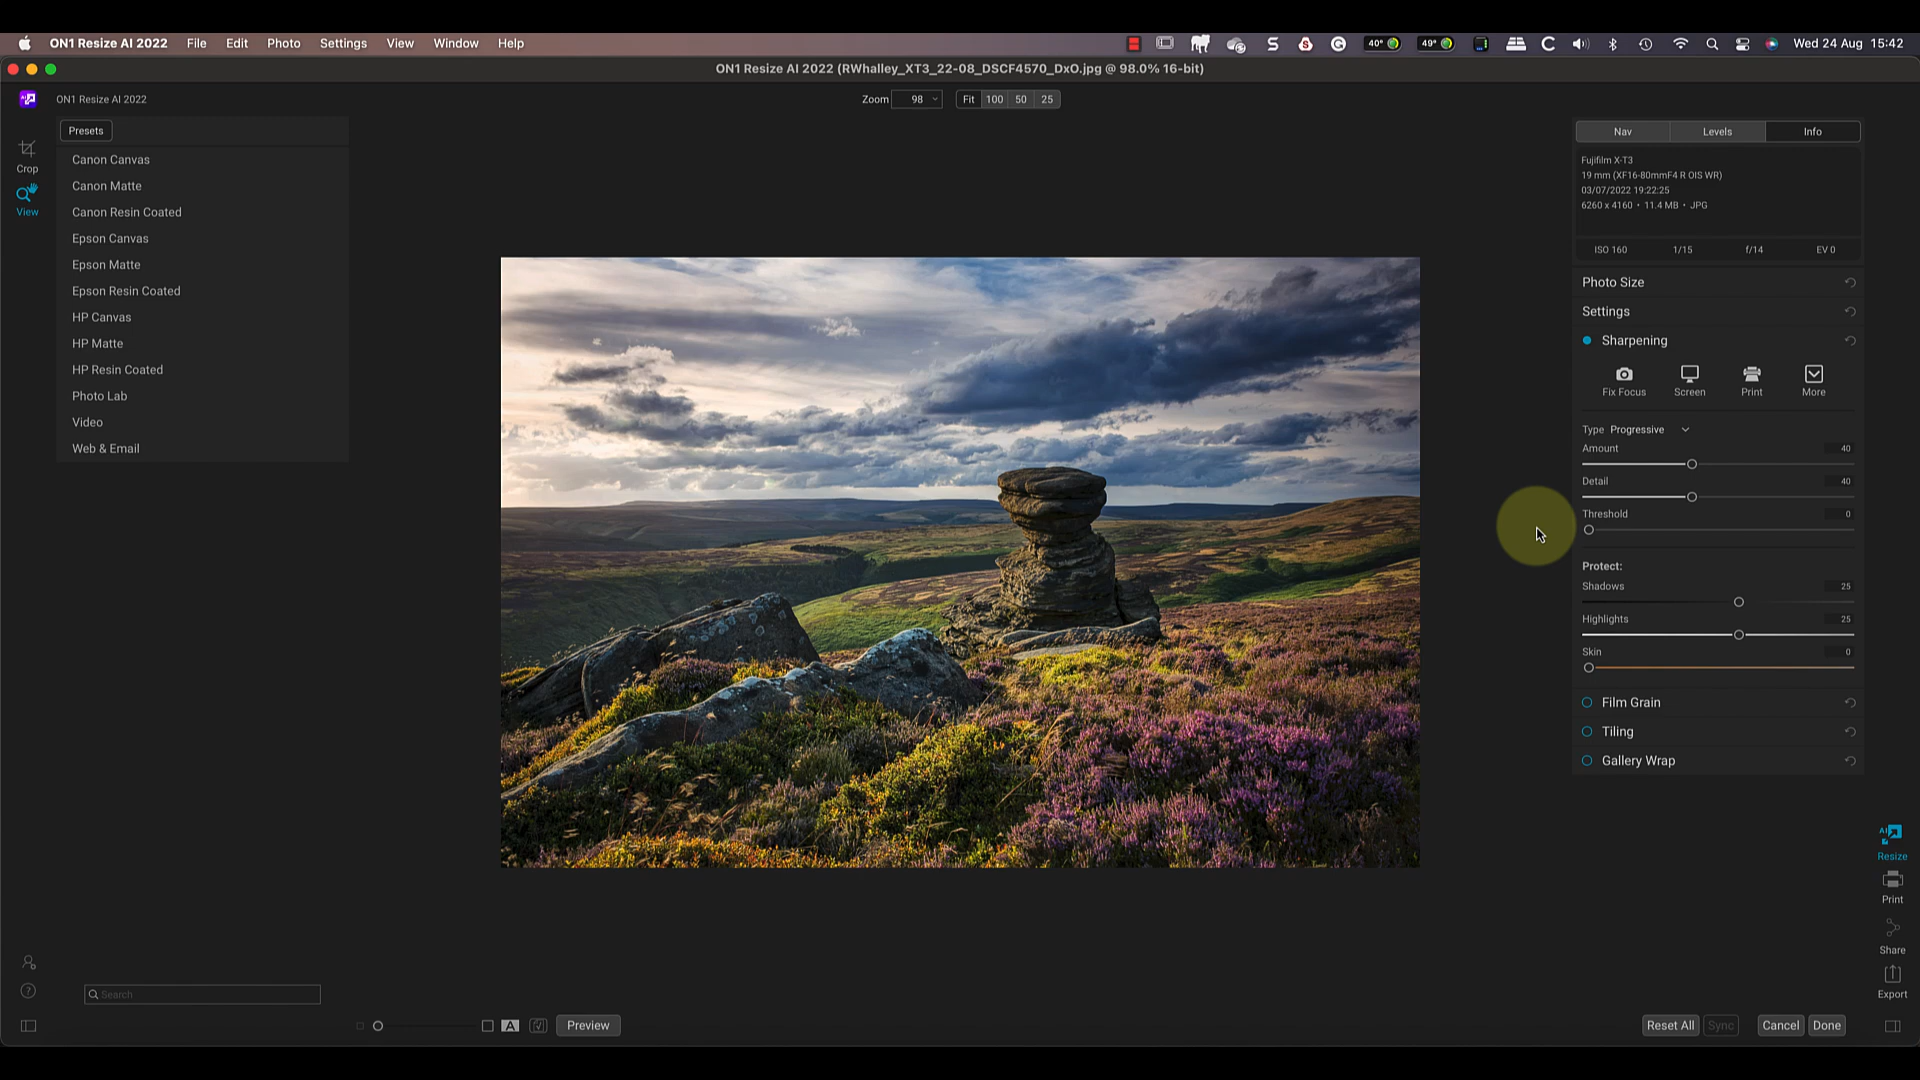 ON1 Resize AI 2022 File Edit Photo Settings View Window Help
40° 49° Wed 24 Aug 15:42
ON1 Resize AI 2022 (RWhalley_XT3_22-08_DSCF4570_DxO.jpg @ 98.0% 16-bit)
ON1 Resize AI 2022
Zoom 98 Fit 100 50 25
Presets
Canon Canvas
Canon Matte
Canon Resin Coated
Epson Canvas
Epson Matte
Epson Resin Coated
HP Canvas
HP Matte
HP Resin Coated
Photo Lab
Video
Web & Email
Crop
View
Nav Levels Info
Fujifilm X-T3
19 mm (XF16-80mmF4 R OIS WR)
03/07/2022 19:22:25
6260 x 4160 • 11.4 MB • JPG
ISO 160 1/15 f/14 EV 0
Photo Size
Settings
Sharpening
Fix Focus Screen Print More
Type Progressive
Amount 40
Detail 40
Threshold 0
Protect:
Shadows 25
Highlights 25
Skin 0
Film Grain
Tiling
Gallery Wrap
AI
Resize
Print
Share
Export
Search
A Preview
Reset All Sync Cancel Done